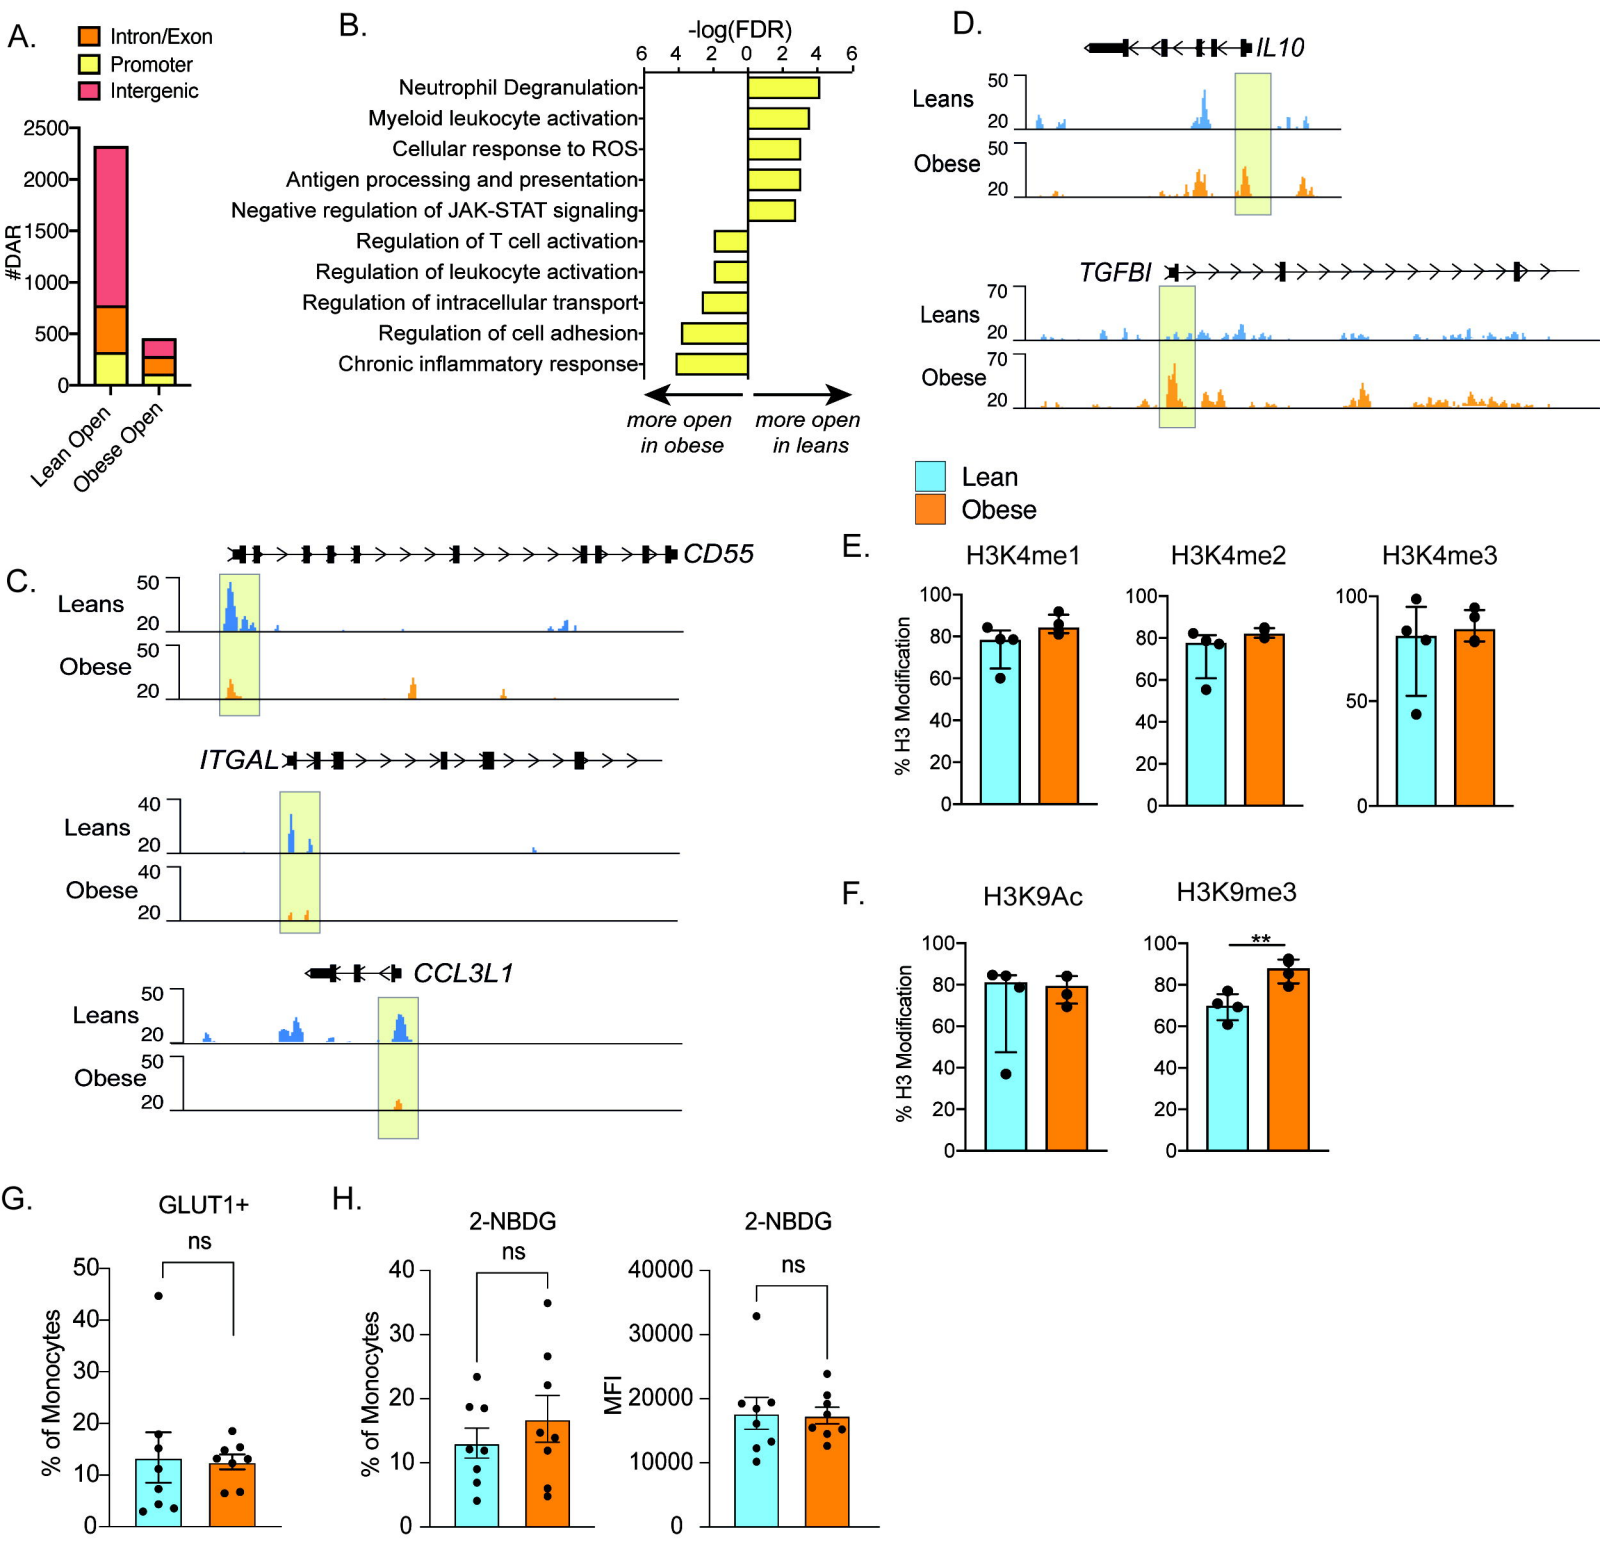 A.
Intron/Exon
Promoter
Intergenic
2500
2000
1500
1000
500
0
#DAR
Lean Open
Obese Open
B.
-log(FDR)
6 4 2 0 2 4 6
Neutrophil Degranulation
Myeloid leukocyte activation
Cellular response to ROS
Antigen processing and presentation
Negative regulation of JAK-STAT signaling
Regulation of T cell activation
Regulation of leukocyte activation
Regulation of intracellular transport
Regulation of cell adhesion
Chronic inflammatory response
more open
in obese
more open
in leans
D.
IL10
Leans
50
20
Obese
50
20
TGFBI
Leans
70
20
Obese
70
20
Lean
Obese
C.
CD55
Leans
50
20
Obese
50
20
ITGAL
Leans
40
20
Obese
40
20
CCL3L1
Leans
50
20
Obese
50
20
E.
H3K4me1
% H3 Modification
100
80
60
40
20
0
H3K4me2
100
80
60
40
20
0
H3K4me3
100
50
0
F.
H3K9Ac
% H3 Modification
100
80
60
40
20
0
H3K9me3
**
100
80
60
40
20
0
G.
GLUT1+
ns
% of Monocytes
50
40
30
20
10
0
H.
2-NBDG
ns
% of Monocytes
40
30
20
10
0
2-NBDG
ns
MFI
40000
30000
20000
10000
0